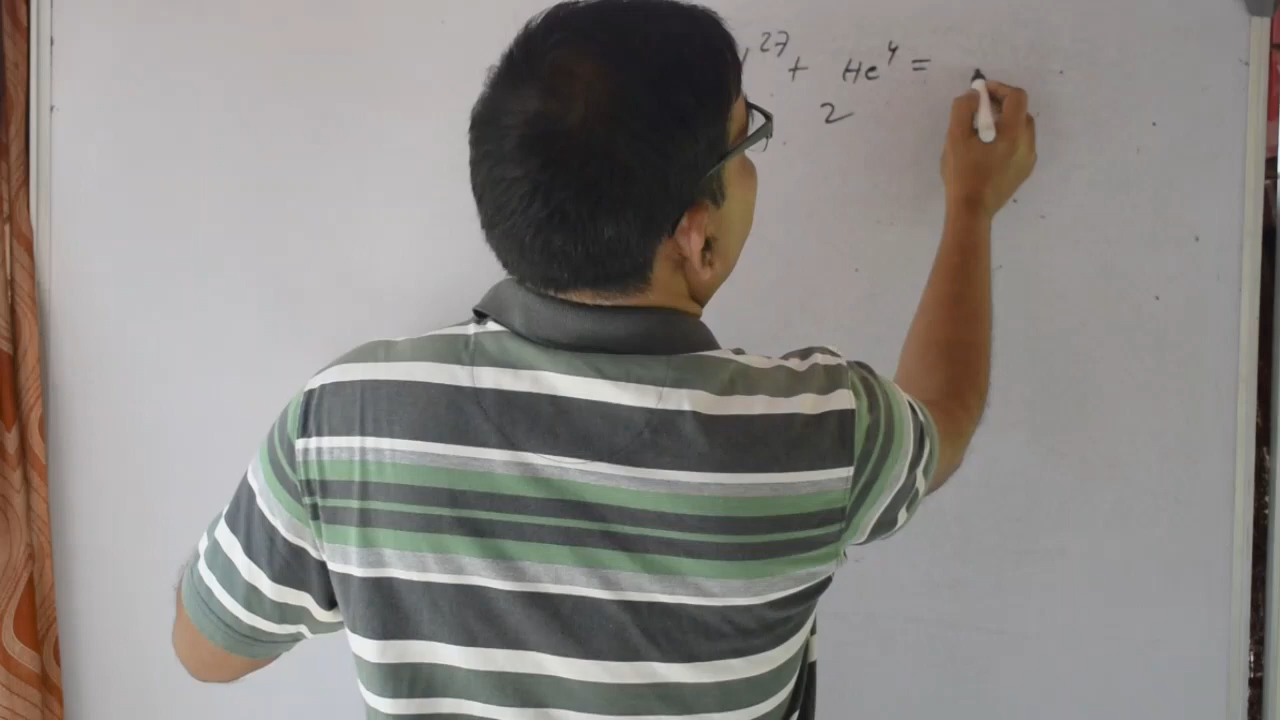 27 + He⁴ =
2